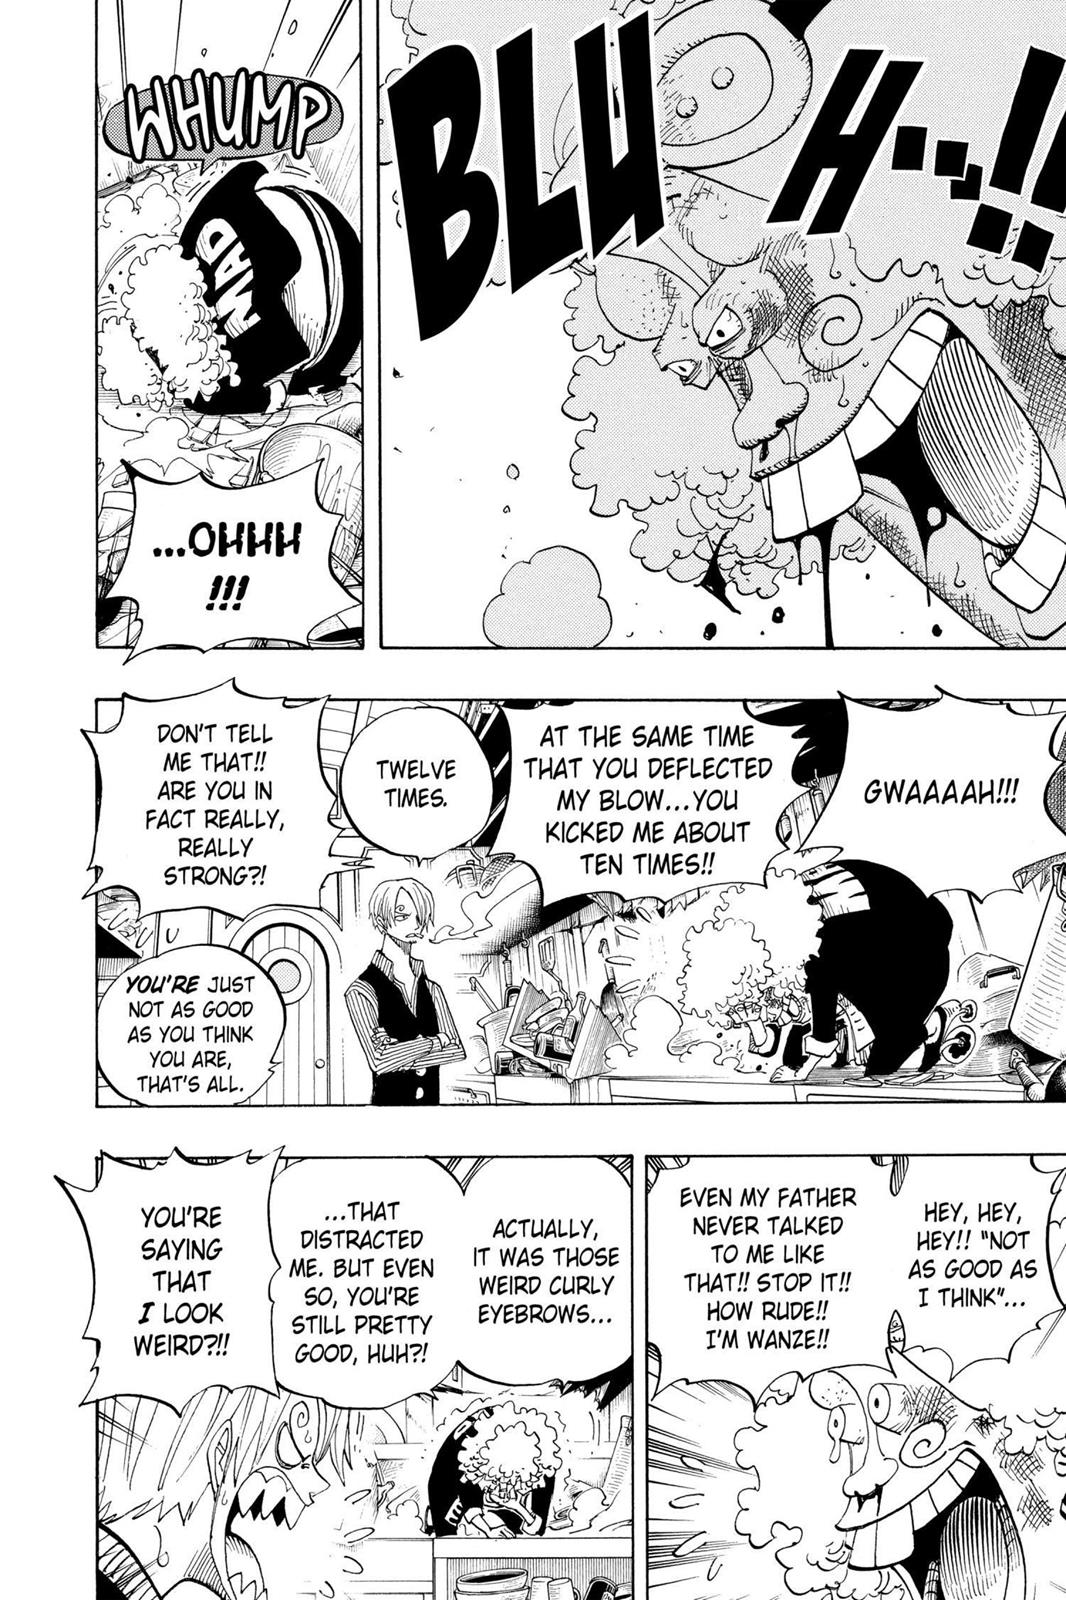 BLUH...!!
WHUMP
MAD
...OHHH
!!!
GWAAAAH!!!
AT THE SAME TIME
THAT YOU DEFLECTED
MY BLOW...YOU
KICKED ME ABOUT
TEN TIMES!!
TWELVE
TIMES.
DON'T TELL
ME THAT!!
ARE YOU IN
FACT REALLY,
REALLY
STRONG?!
YOU'RE JUST
NOT AS GOOD
AS YOU THINK
YOU ARE,
THAT'S ALL.
HEY, HEY,
HEY!! "NOT
AS GOOD AS
I THINK"...
EVEN MY FATHER
NEVER TALKED
TO ME LIKE
THAT!! STOP IT!!
HOW RUDE!!
I'M WANZE!!
ACTUALLY,
IT WAS THOSE
WEIRD CURLY
EYEBROWS...
...THAT
DISTRACTED
ME. BUT EVEN
SO, YOU'RE
STILL PRETTY
GOOD, HUH?!
YOU'RE
SAYING
THAT
I LOOK
WEIRD?!!